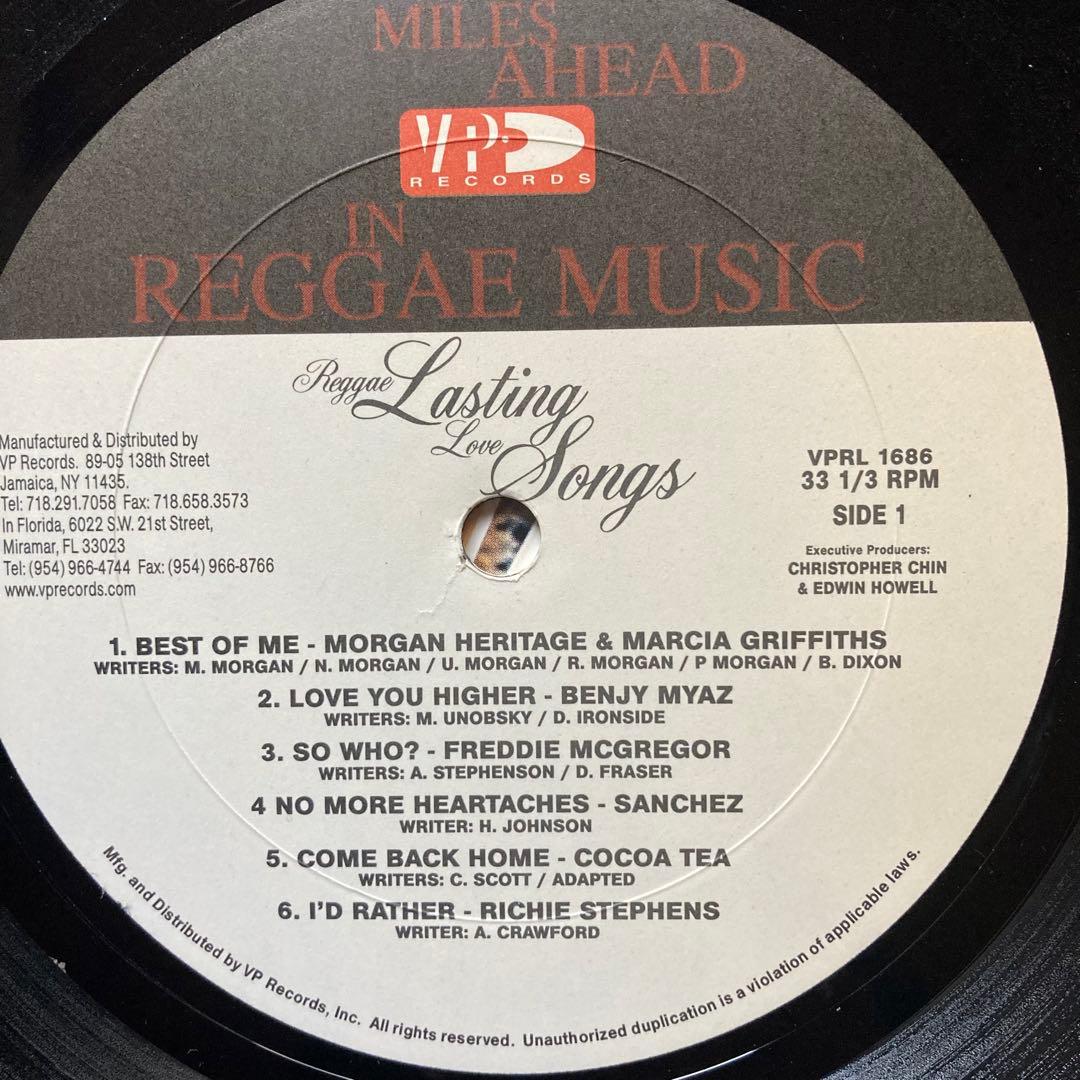 MILES
AHEAD
VP
RECORDS
IN
REGGAE MUSIC
Reggae Lasting
Love Songs
Manufactured & Distributed by
VP Records. 89-05 138th Street
Jamaica, NY 11435.
Tel: 718.291.7058 Fax: 718.658.3573
In Florida, 6022 S.W. 21st Street,
Miramar, FL 33023
Tel: (954) 966-4744 Fax: (954) 966-8766
www.vprecords.com
VPRL 1686
33 1/3 RPM
SIDE 1
Executive Producers:
CHRISTOPHER CHIN
& EDWIN HOWELL
1. BEST OF ME - MORGAN HERITAGE & MARCIA GRIFFITHS
WRITERS: M. MORGAN / N. MORGAN / U. MORGAN / R. MORGAN / P MORGAN / B. DIXON
2. LOVE YOU HIGHER - BENJY MYAZ
WRITERS: M. UNOBSKY / D. IRONSIDE
3. SO WHO? - FREDDIE MCGREGOR
WRITERS: A. STEPHENSON / D. FRASER
4 NO MORE HEARTACHES - SANCHEZ
WRITER: H. JOHNSON
5. COME BACK HOME - COCOA TEA
WRITERS: C. SCOTT / ADAPTED
6. I'D RATHER - RICHIE STEPHENS
WRITER: A. CRAWFORD
Mfg. and Distributed by VP Records, Inc. All rights reserved. Unauthorized duplication is a violation of applicable laws.